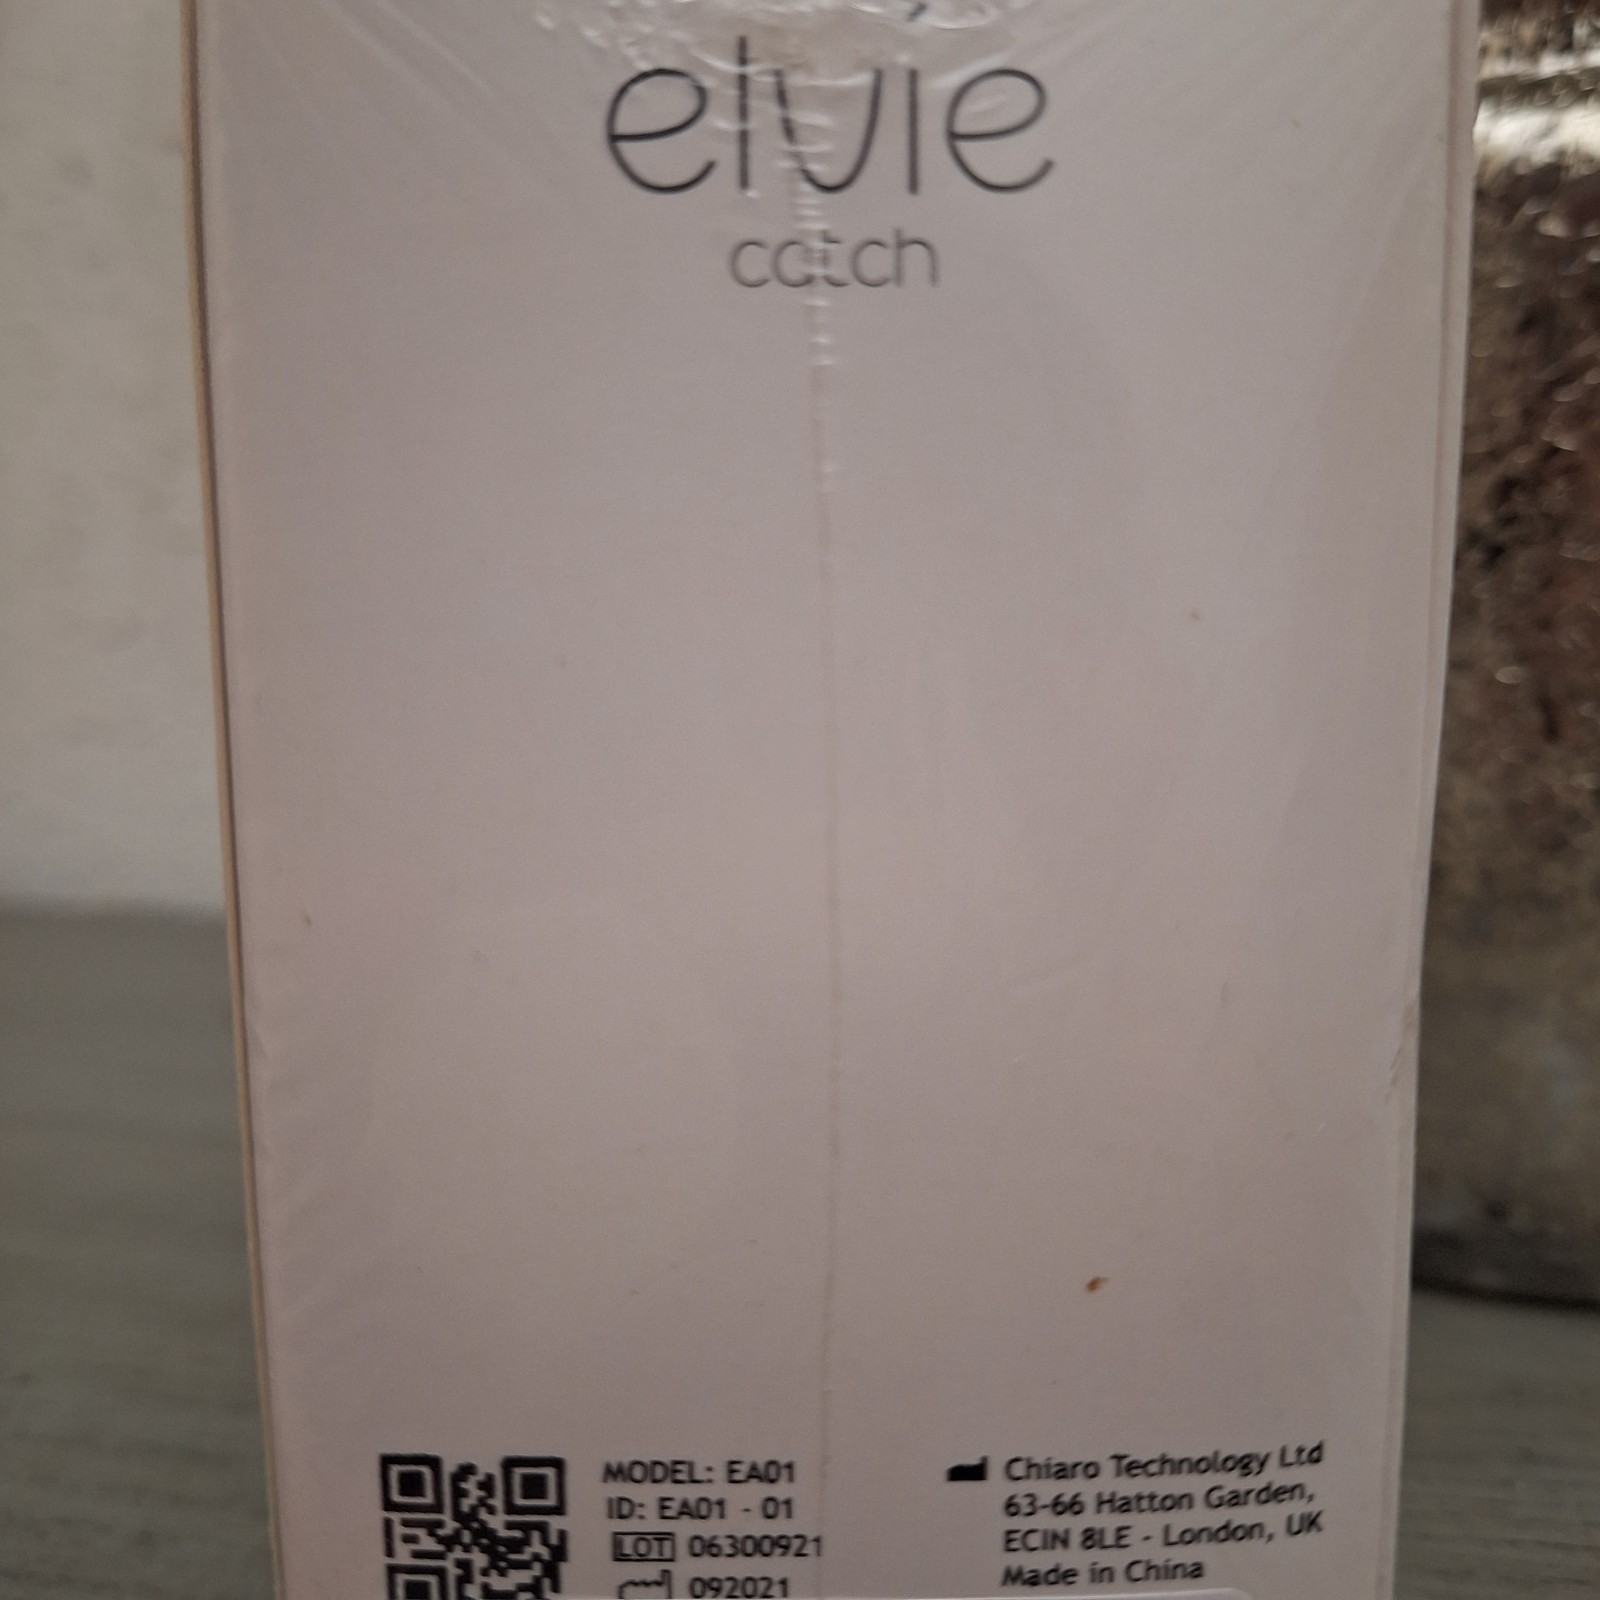 elvie
catch
MODEL: EA01
ID: EA01 - 01
LOT 06300921
092021
Chiaro Technology Ltd
63-66 Hatton Garden,
EC1N 8LE - London, UK
Made in China